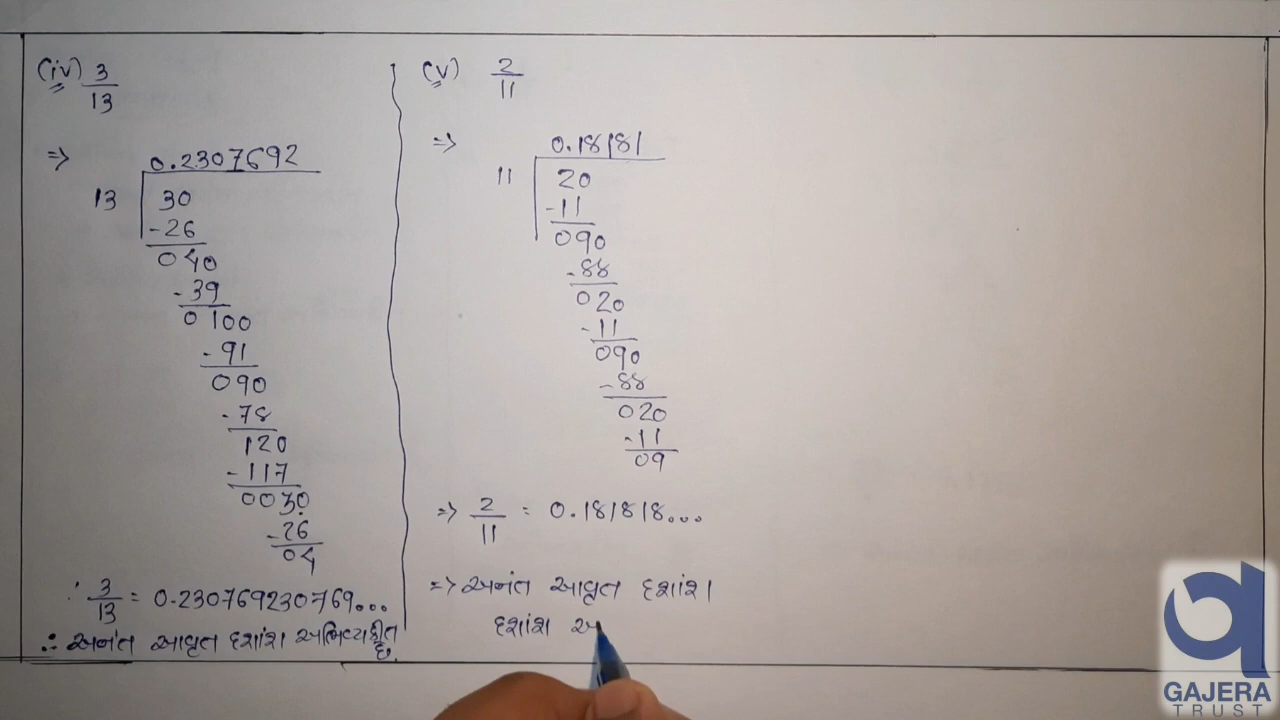 (iv) 3/13
=> 0.2307692
13 30
-26
040
-39
0100
-91
090
-78
120
-117
0030
-26
04
∴ 3/13 = 0.230769230769...
∴ અનંત આવૃત દશાંશ અભિવ્યક્તિ છે.
(v) 2/11
=> 0.18181
11 20
-11
090
-88
020
-11
090
-88
020
-11
09
=> 2/11 = 0.181818...
=> અનંત આવૃત દશાંશ
દશાંશ અ
GAJERA
TRUST